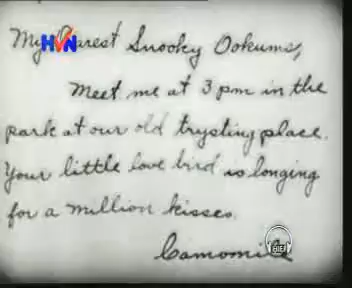 HVN
My Snooky Ookums,
Meet me at 3 pm in the
park at our old trysting place.
Your little love bird is longing
for a million kisses.